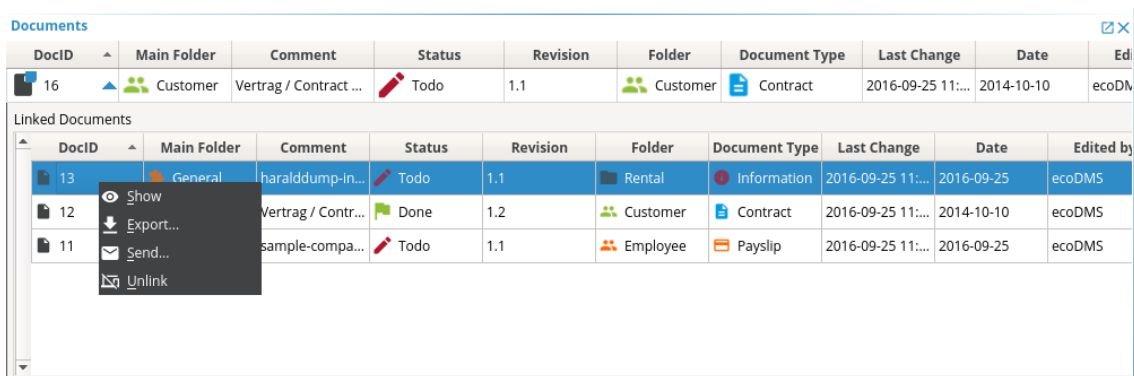 Documents
DocID Main Folder Comment Status Revision Folder Document Type Last Change Date Edi
16 Customer Vertrag / Contract ... Todo 1.1 Customer Contract 2016-09-25 11:... 2014-10-10 ecoDM
Linked Documents
DocID Main Folder Comment Status Revision Folder Document Type Last Change Date Edited by
13 General haralddump-in... Todo 1.1 Rental Information 2016-09-25 11:... 2016-09-25 ecoDMS
12 Vertrag / Contr... Done 1.2 Customer Contract 2016-09-25 11:... 2014-10-10 ecoDMS
11 sample-compa... Todo 1.1 Employee Payslip 2016-09-25 11:... 2016-09-25 ecoDMS
Show
Export...
Send...
Unlink